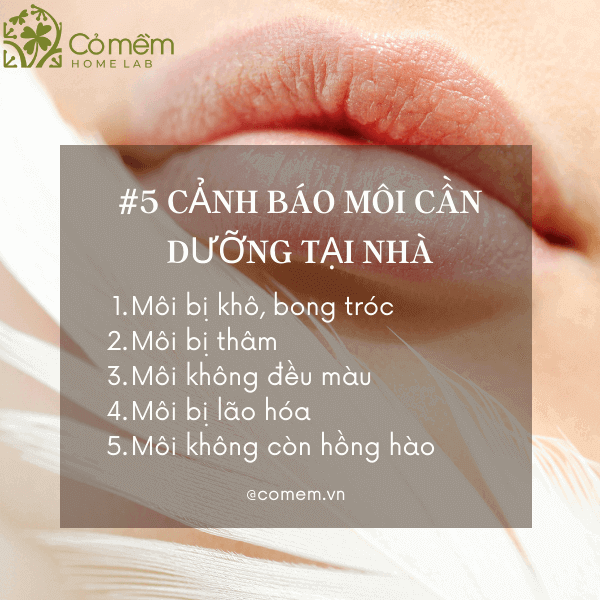 Cỏ mềm
HOME LAB
#5 CẢNH BÁO MÔI CẦN
DƯỠNG TẠI NHÀ
1. Môi bị khô, bong tróc
2. Môi bị thâm
3. Môi không đều màu
4. Môi bị lão hóa
5. Môi không còn hồng hào
@comem.vn